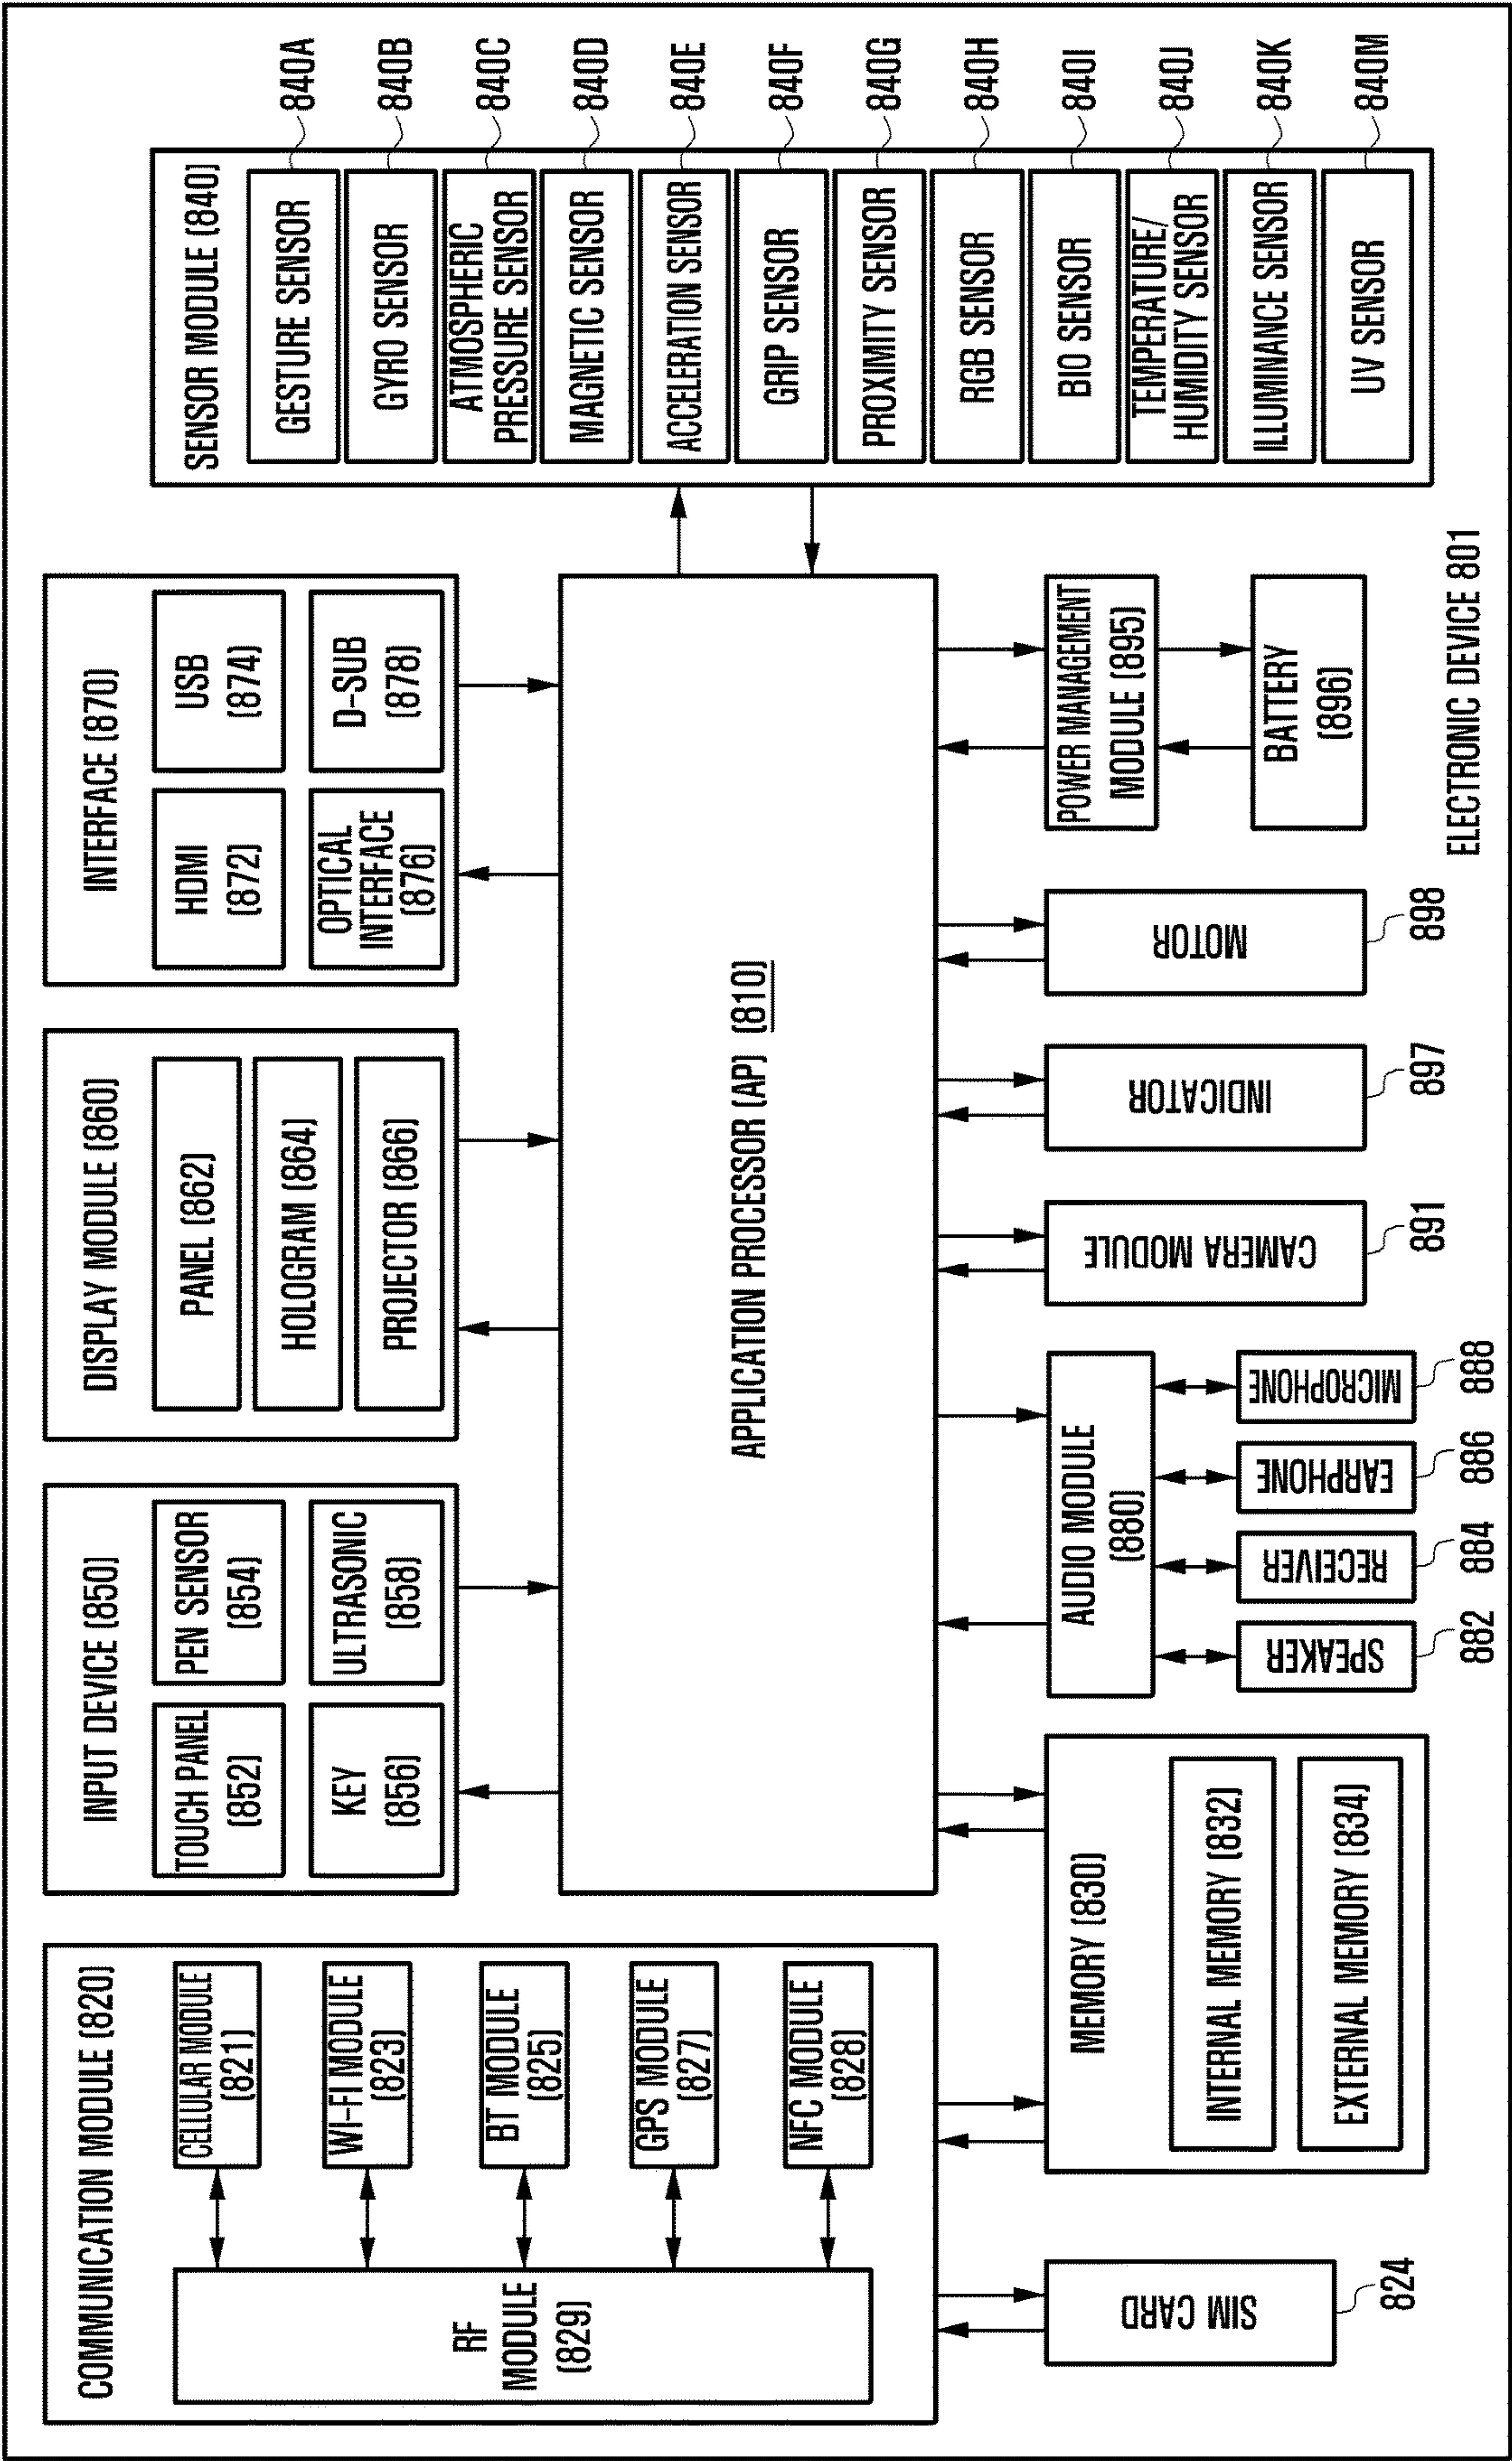 COMMUNICATION MODULE (820)
RF
MODULE
(829)
CELLULAR MODULE
(821)
WI-FI MODULE
(823)
BT MODULE
(825)
GPS MODULE
(827)
NFC MODULE
(828)
INPUT DEVICE (850)
TOUCH PANEL
(852)
PEN SENSOR
(854)
KEY
(856)
ULTRASONIC
(858)
DISPLAY MODULE (860)
PANEL (862)
HOLOGRAM (864)
PROJECTOR (866)
INTERFACE (870)
HDMI
(872)
USB
(874)
OPTICAL
INTERFACE
(876)
D-SUB
(878)
SENSOR MODULE (840)
GESTURE SENSOR
840A
GYRO SENSOR
840B
ATMOSPHERIC
PRESSURE SENSOR
840C
MAGNETIC SENSOR
840D
ACCELERATION SENSOR
840E
GRIP SENSOR
840F
PROXIMITY SENSOR
840G
RGB SENSOR
840H
BIO SENSOR
840I
TEMPERATURE/
HUMIDITY SENSOR
840J
ILLUMINANCE SENSOR
840K
UV SENSOR
840M
APPLICATION PROCESSOR (AP) (810)
SIM CARD
824
MEMORY (830)
INTERNAL MEMORY (832)
EXTERNAL MEMORY (834)
AUDIO MODULE
(880)
SPEAKER
882
RECEIVER
884
EARPHONE
886
MICROPHONE
888
CAMERA MODULE
891
INDICATOR
897
MOTOR
898
POWER MANAGEMENT
MODULE (895)
BATTERY
(896)
ELECTRONIC DEVICE 801